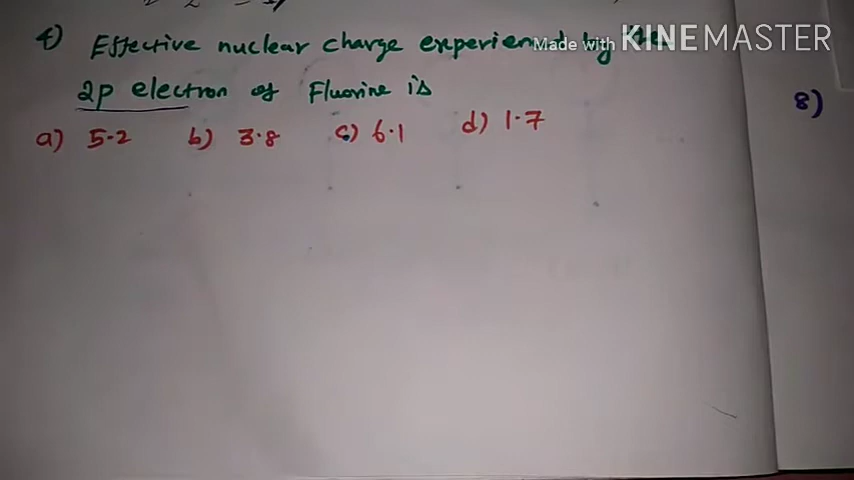 Effective nuclear charge experienced by the
Made with KINEMASTER
2p electron of Fluorine is
a) 5.2 b) 3.8 c) 6.1 d) 1.7
8)